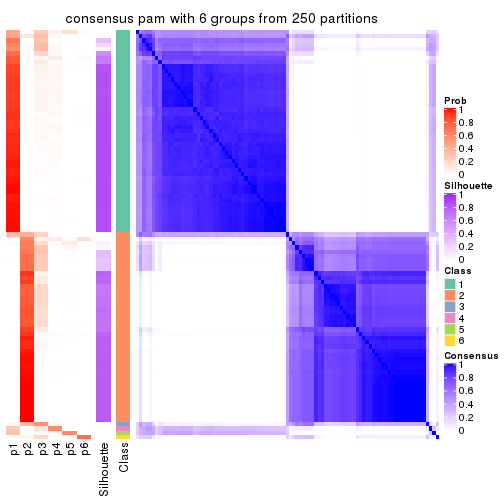 consensus pam with 6 groups from 250 partitions
Prob
1
0.8
0.6
0.4
0.2
0
Silhouette
1
0.8
0.6
0.4
0.2
0
Class
1
2
3
4
5
6
Consensus
1
0.8
0.6
0.4
0.2
0
p1
p2
p3
p4
p5
p6
Silhouette
Class